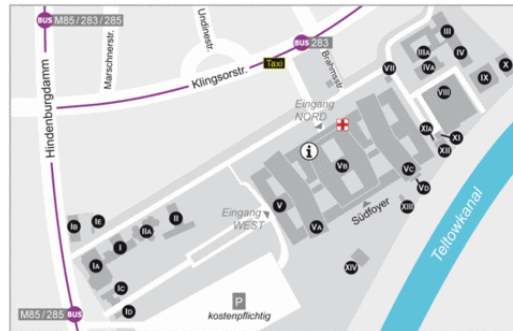 BUS M85 / 283 / 285
Marschnerstr.
Undinestr.
BUS 283
Taxi
Brahmsstr.
Klingsorstr.
Hindenburgdamm
Eingang
NORD
i
Eingang
WEST
Südfoyer
Teltowkanal
III
IIIA
IV
IVA
VII
VIII
IX
X
XIA
XI
XII
V
VA
VB
VC
VD
XIII
XIV
IB
IE
I
IIA
II
IA
IC
ID
M85 / 285 BUS
P
kostenpflichtig